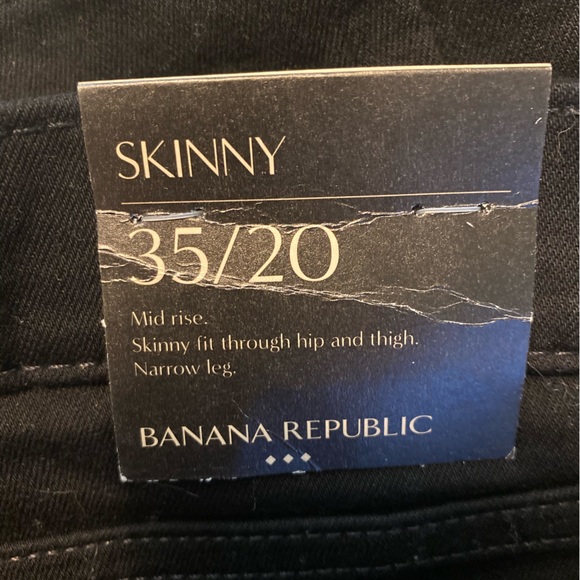 SKINNY
35/20
Mid rise.
Skinny fit through hip and thigh.
Narrow leg.
BANANA REPUBLIC